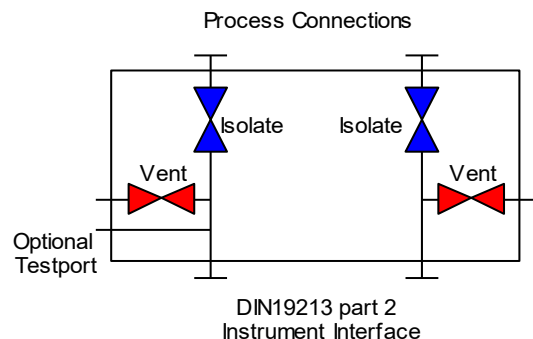 Process Connections
Isolate
Isolate
Vent
Vent
Optional
Testport
DIN19213 part 2
Instrument Interface